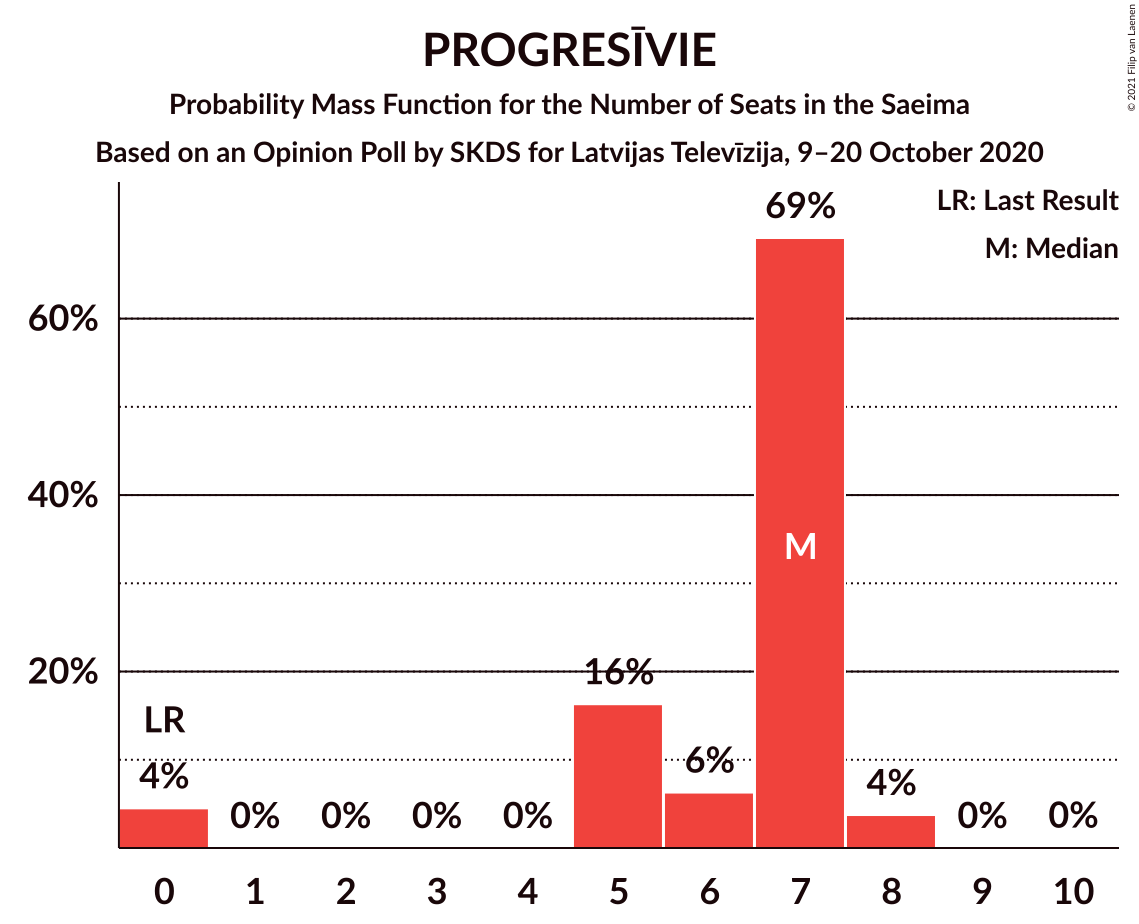 PROGRESĪVIE
Probability Mass Function for the Number of Seats in the Saeima
Based on an Opinion Poll by SKDS for Latvijas Televīzija, 9–20 October 2020
© 2021 Filip van Laenen
LR: Last Result
M: Median
69%
60%
40%
M
20%
16%
LR
6%
4%
4%
0%
0%
0%
0%
0%
0%
0 1 2 3 4 5 6 7 8 9 10